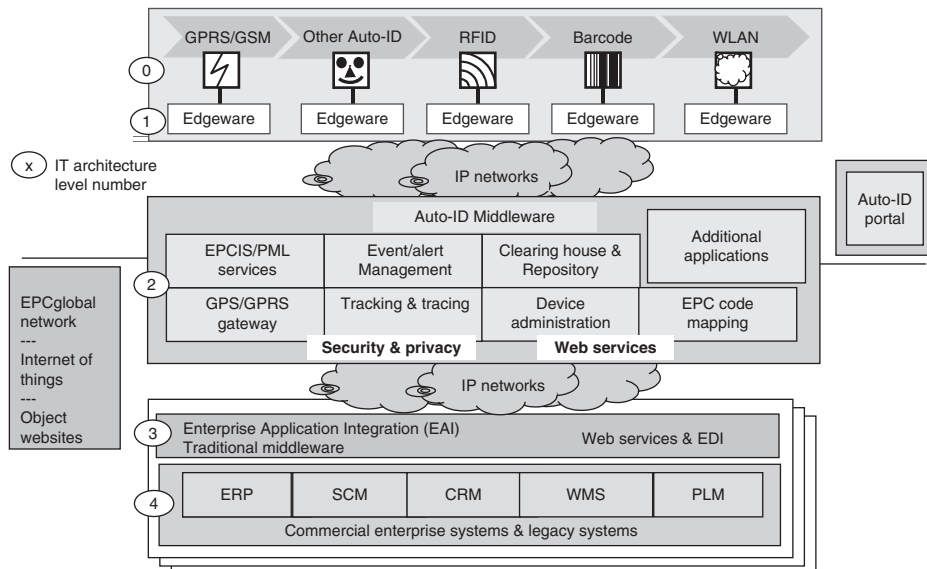 GPRS/GSM
Other Auto-ID
RFID
Barcode
WLAN
0
1
Edgeware
Edgeware
Edgeware
Edgeware
Edgeware
x
IT architecture
level number
IP networks
Auto-ID
portal
Auto-ID Middleware
2
EPCIS/PML
services
Event/alert
Management
Clearing house &
Repository
Additional
applications
GPS/GPRS
gateway
Tracking & tracing
Device
administration
EPC code
mapping
Security & privacy
Web services
EPCglobal
network
---
Internet of
things
---
Object
websites
IP networks
3
Enterprise Application Integration (EAI)
Traditional middleware
Web services & EDI
4
ERP
SCM
CRM
WMS
PLM
Commercial enterprise systems & legacy systems